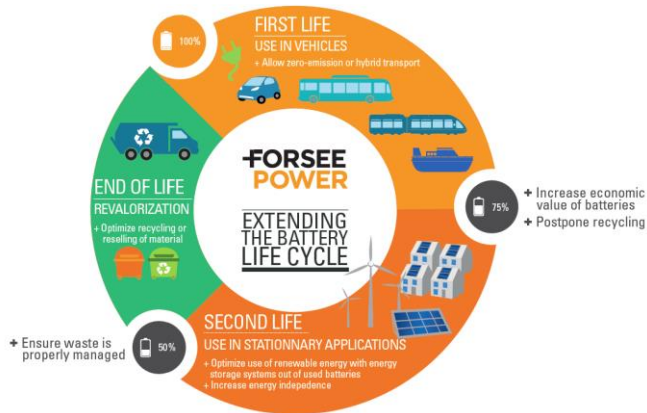 100%
FIRST LIFE
USE IN VEHICLES
+ Allow zero-emission or hybrid transport
75%
+ Increase economic
value of batteries
+ Postpone recycling
+FORSEE
POWER
EXTENDING
THE BATTERY
LIFE CYCLE
END OF LIFE
REVALORIZATION
+ Optimize recycling or
reselling of material
SECOND LIFE
USE IN STATIONNARY APPLICATIONS
+ Optimize use of renewable energy with energy
storage systems out of used batteries
+ Increase energy indepedence
50%
+ Ensure waste is
properly managed